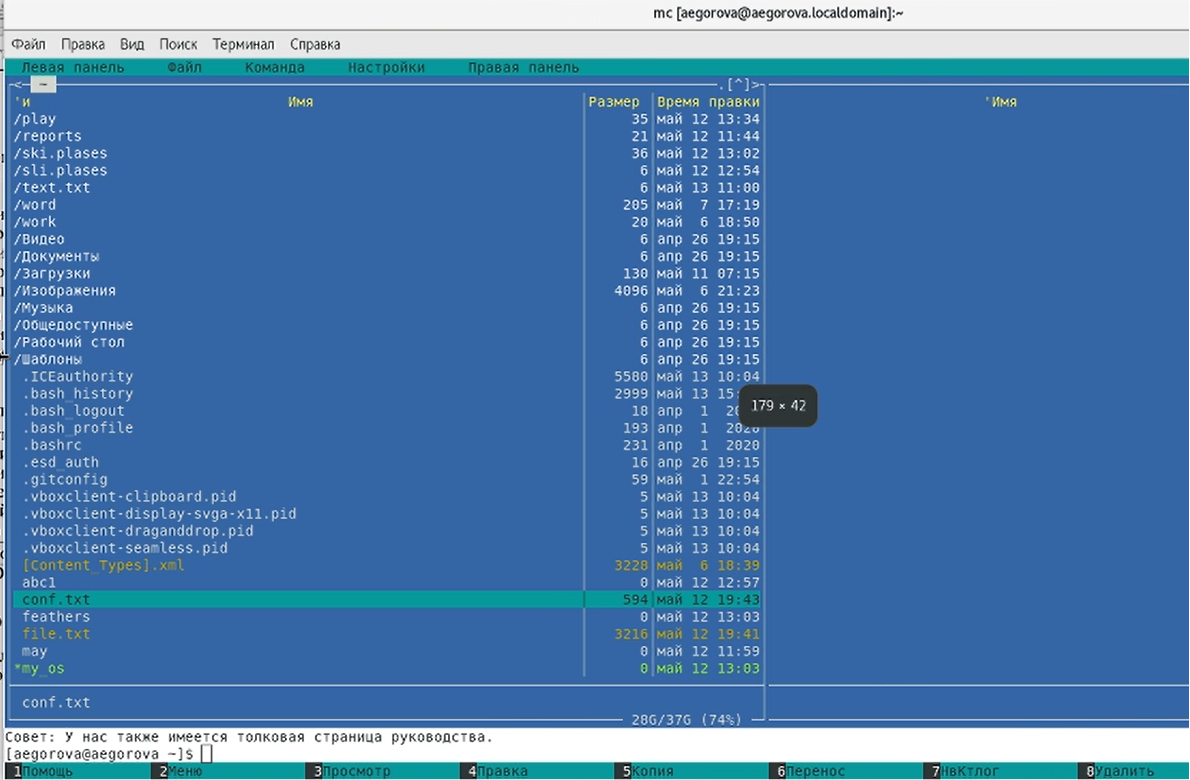 mc [aegorova@aegorova.localdomain]:~
Файл Правка Вид Поиск Терминал Справка
Левая панель Файл Команда Настройки Правая панель
<─ ~ .[^]>
'и Имя Размер Время правки 'Имя
/play 35 май 12 13:34
/reports 21 май 12 11:44
/ski.plases 36 май 12 13:02
/sli.plases 6 май 12 12:54
/text.txt 6 май 13 11:00
/word 205 май 7 17:19
/work 20 май 6 18:50
/Видео 6 апр 26 19:15
/Документы 6 апр 26 19:15
/Загрузки 130 май 11 07:15
/Изображения 4096 май 6 21:23
/Музыка 6 апр 26 19:15
/Общедоступные 6 апр 26 19:15
/Рабочий стол 6 апр 26 19:15
/Шаблоны 6 апр 26 19:15
.ICEauthority 5580 май 13 10:04
.bash_history 2999 май 13 15:
.bash_logout 18 апр 1 20
.bash_profile 193 апр 1 2020
.bashrc 231 апр 1 2020
.esd_auth 16 апр 26 19:15
.gitconfig 59 май 1 22:54
.vboxclient-clipboard.pid 5 май 13 10:04
.vboxclient-display-svga-x11.pid 5 май 13 10:04
.vboxclient-draganddrop.pid 5 май 13 10:04
.vboxclient-seamless.pid 5 май 13 10:04
[Content_Types].xml 3228 май 6 18:39
abc1 0 май 12 12:57
conf.txt 594 май 12 19:43
feathers 0 май 12 13:03
file.txt 3216 май 12 19:41
may 0 май 12 11:59
*my_os 0 май 12 13:03
179 × 42
conf.txt
28G/37G (74%)
Совет: У нас также имеется толковая страница руководства.
[aegorova@aegorova ~]$
1Помощь 2Меню 3Просмотр 4Правка 5Копия 6Перенос 7НвКтлог 8Удалить